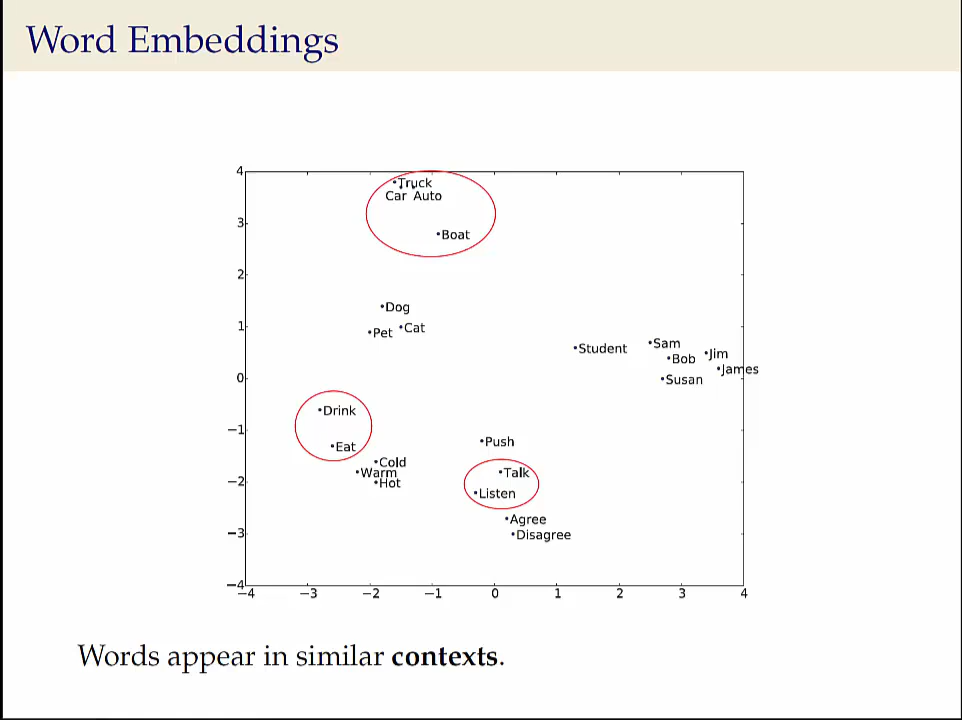 Word Embeddings
4
Truck
Car Auto
3
Boat
2
Dog
1
Pet
Cat
Student
Sam
Bob
Jim
James
0
Susan
Drink
−1
Eat
Push
Cold
Warm
Hot
Talk
−2
Listen
Agree
−3
Disagree
−4
−4 −3 −2 −1 0 1 2 3 4
Words appear in similar contexts.